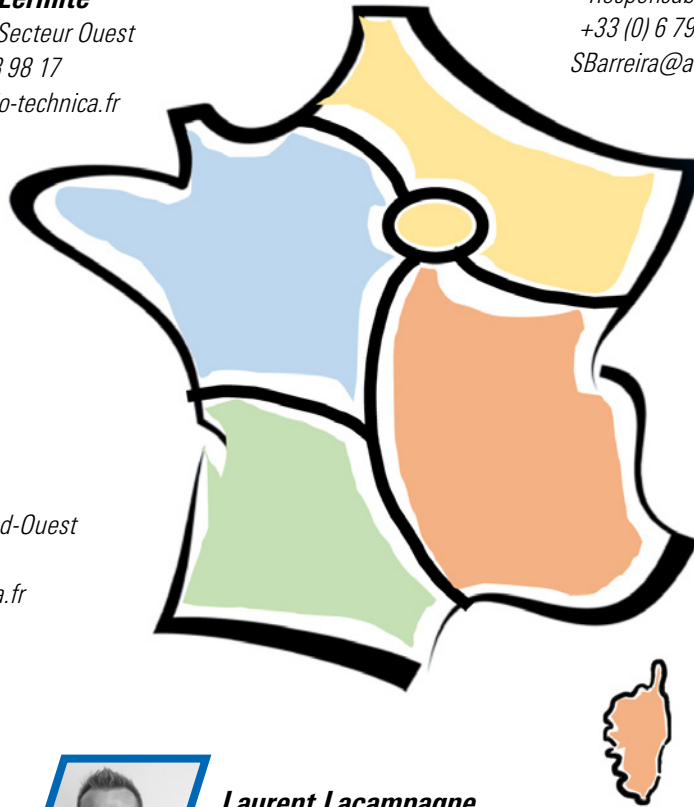 Lermite
Secteur Ouest
98 17
o-technica.fr
+33 (0) 6 79
SBarreira@a
d-Ouest
a.fr
Laurent Lacampagne